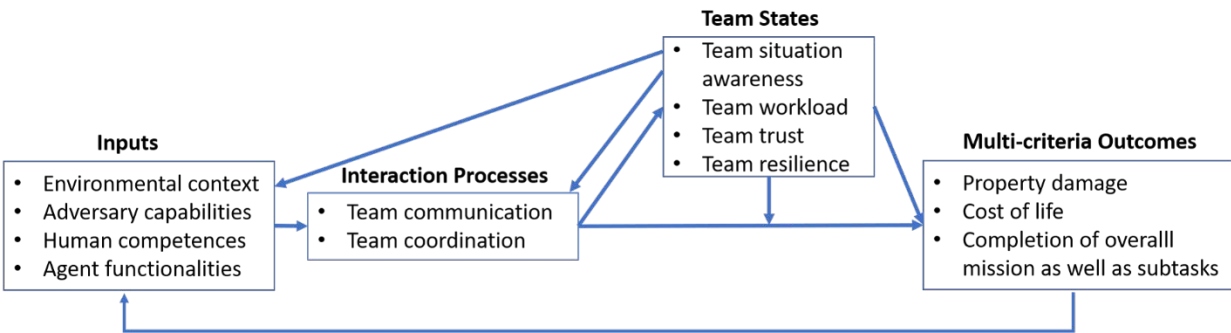 Inputs
• Environmental context
• Adversary capabilities
• Human competences
• Agent functionalities
Interaction Processes
• Team communication
• Team coordination
Team States
• Team situation
awareness
• Team workload
• Team trust
• Team resilience
Multi-criteria Outcomes
• Property damage
• Cost of life
• Completion of overalll
mission as well as subtasks